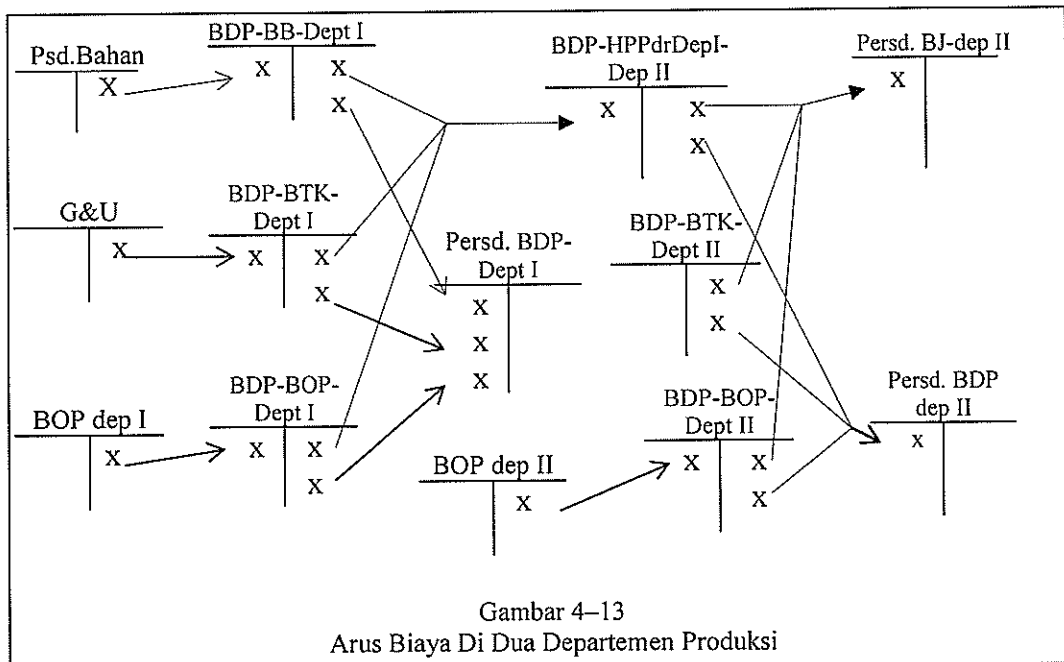 Psd.Bahan
X
BDP-BB-Dept I
X X
X
BDP-HPPdrDepI-
Dep II
X X
X
Persd. BJ-dep II
X
G&U
X
BDP-BTK-
Dept I
X X
X
Persd. BDP-
Dept I
X
X
X
BDP-BTK-
Dept II
X
X
BOP dep I
X
BDP-BOP-
Dept I
X X
X
BOP dep II
X
BDP-BOP-
Dept II
X X
X
Persd. BDP
dep II
x
Gambar 4–13
Arus Biaya Di Dua Departemen Produksi